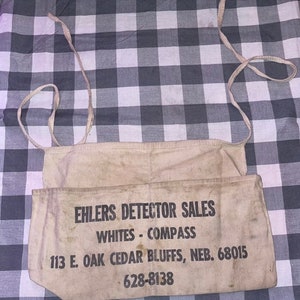 EHLERS DETECTOR SALES
WHITES - COMPASS
113 E. OAK CEDAR BLUFFS, NEB. 68015
628-8138